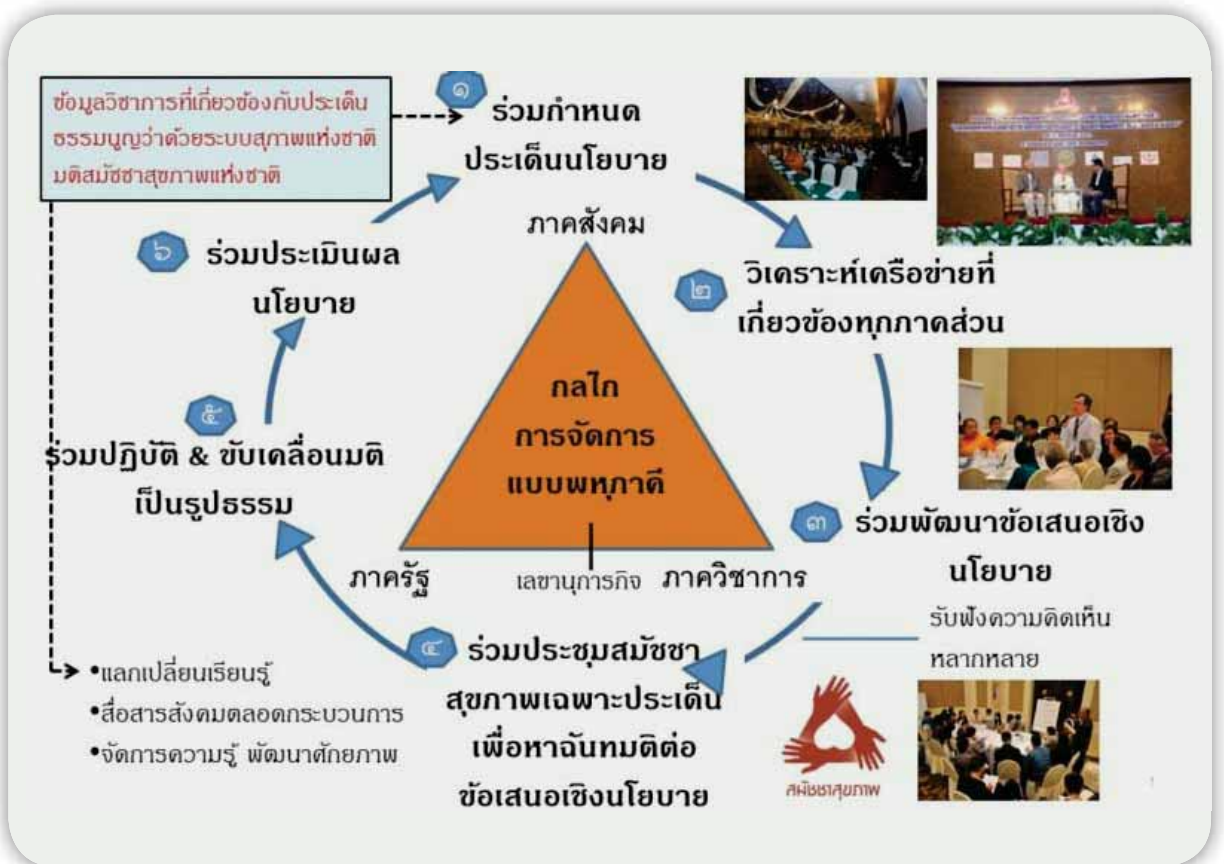 ข้อมูลวิชาการที่เกี่ยวข้องกับประเด็น
ธรรมนูญว่าด้วยระบบสุภาพแห่งชาติ
มติสมัชชาสุขภาพแห่งชาติ
๑
ร่วมกำหนด
ประเด็นนโยบาย
ภาคสังคม
๒
วิเคราะห์เครือข่ายที่
เกี่ยวข้องทุกภาคส่วน
๓
ร่วมพัฒนาข้อเสนอเชิง
นโยบาย
รับฟังความคิดเห็น
หลากหลาย
๔
ร่วมประชุมสมัชชา
สุขภาพเฉพาะประเด็น
เพื่อหาฉันทมติต่อ
ข้อเสนอเชิงนโยบาย
๕
ร่วมปฏิบัติ & ขับเคลื่อนมติ
เป็นรูปธรรม
๖
ร่วมประเมินผล
นโยบาย
กลไก
การจัดการ
แบบพหุภาคี
ภาครัฐ
เลขานุการกิจ
ภาควิชาการ
•แลกเปลี่ยนเรียนรู้
•สื่อสารสังคมตลอดกระบวนการ
•จัดการความรู้ พัฒนาศักยภาพ
สมัชชาสุขภาพ